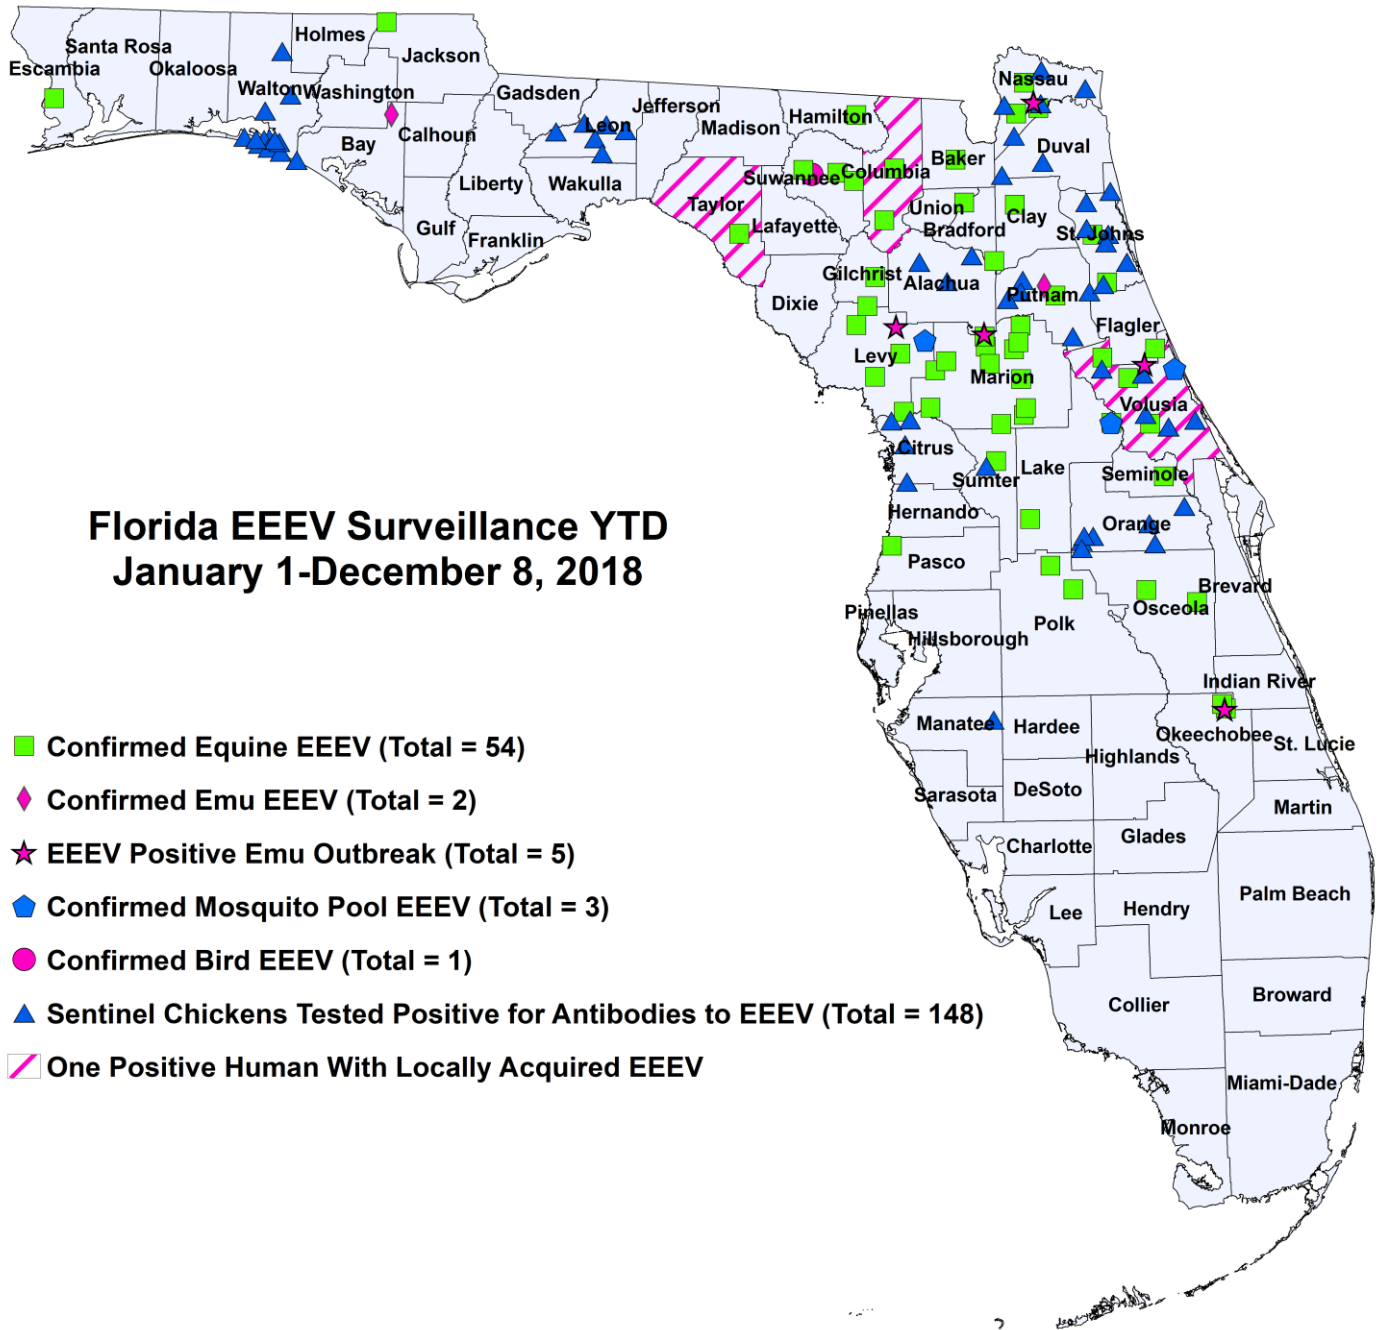 Holmes
Santa Rosa
Jackson
Escambia
Okaloosa
Walton
Washington
Gadsden
Jefferson
Leon
Madison
Hamilton
Nassau
Calhoun
Bay
Duval
Baker
Liberty
Wakulla
Suwannee
Columbia
Taylor
Union
Clay
Gulf
Franklin
Lafayette
Bradford
St. Johns
Gilchrist
Alachua
Putnam
Dixie
Flagler
Levy
Marion
Volusia
Citrus
Lake
Sumter
Seminole
Hernando
Orange
Florida EEEV Surveillance YTD
January 1-December 8, 2018
Pasco
Brevard
Pinellas
Osceola
Polk
Hillsborough
Indian River
Manatee
Hardee
Okeechobee
St. Lucie
Highlands
Sarasota
DeSoto
Martin
Charlotte
Glades
Palm Beach
Lee
Hendry
Collier
Broward
Miami-Dade
Monroe
Confirmed Equine EEEV (Total = 54)
Confirmed Emu EEEV (Total = 2)
EEEV Positive Emu Outbreak (Total = 5)
Confirmed Mosquito Pool EEEV (Total = 3)
Confirmed Bird EEEV (Total = 1)
Sentinel Chickens Tested Positive for Antibodies to EEEV (Total = 148)
One Positive Human With Locally Acquired EEEV